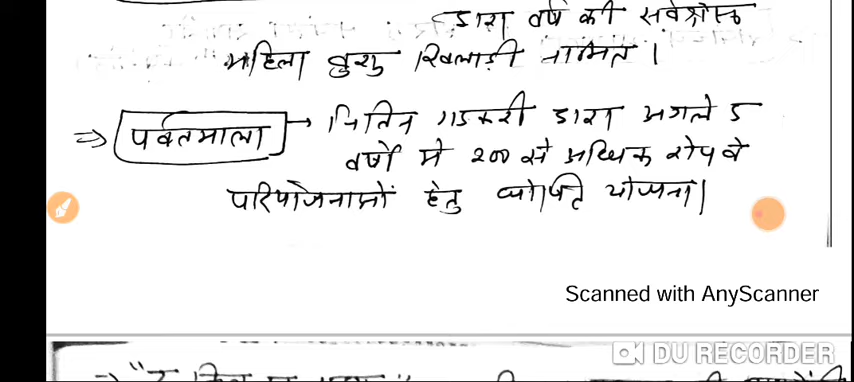 द्वारा वर्ष की सर्वश्रेष्ठ
महिला वुशु खिलाड़ी नामित।
⇒ पर्वतमाला → नितिन गडकरी द्वारा अगले 5
वर्षों मे 200 से अधिक रोपवे
परियोजनाओं हेतु घोषित योजना।
Scanned with AnyScanner
DU RECORDER